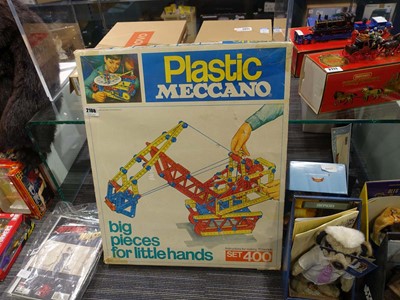 Plastic
MECCANO
big
pieces
for little hands
SET 400